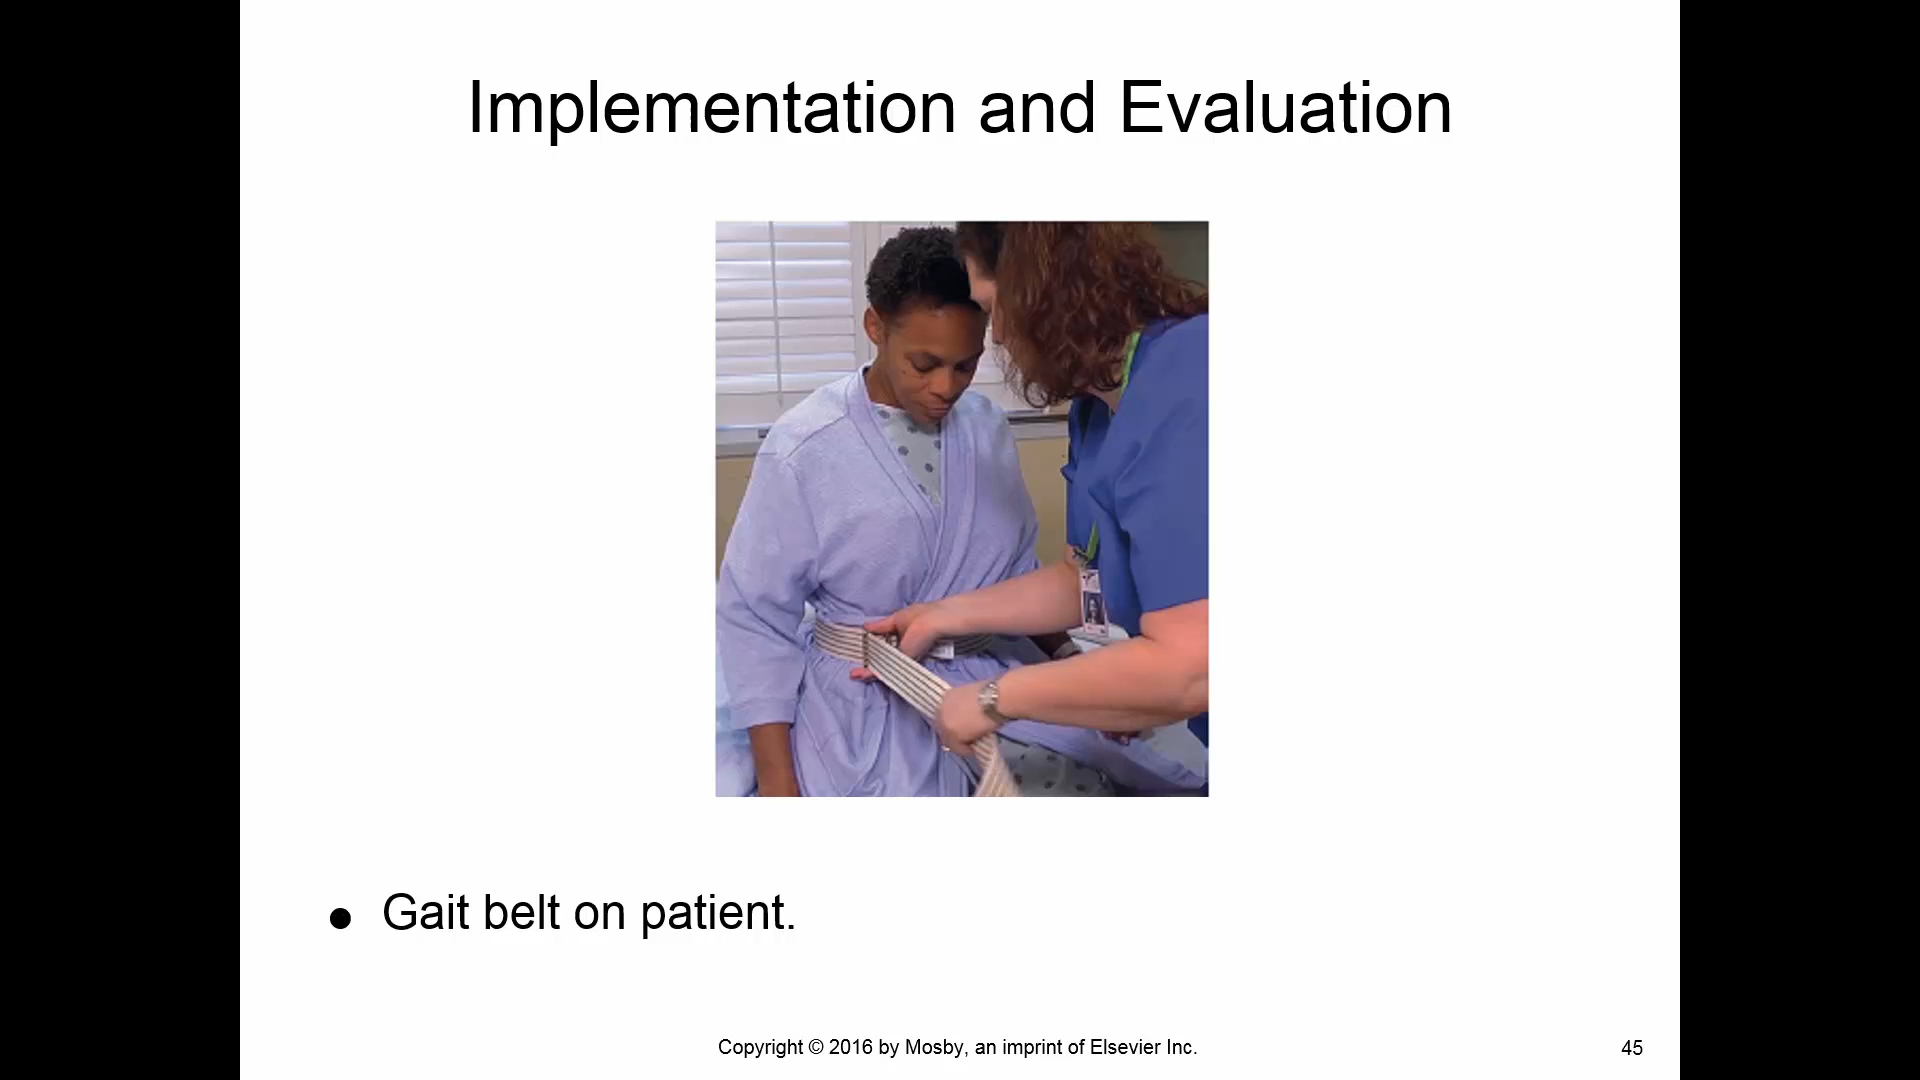 Implementation and Evaluation
● Gait belt on patient.
Copyright © 2016 by Mosby, an imprint of Elsevier Inc.
45